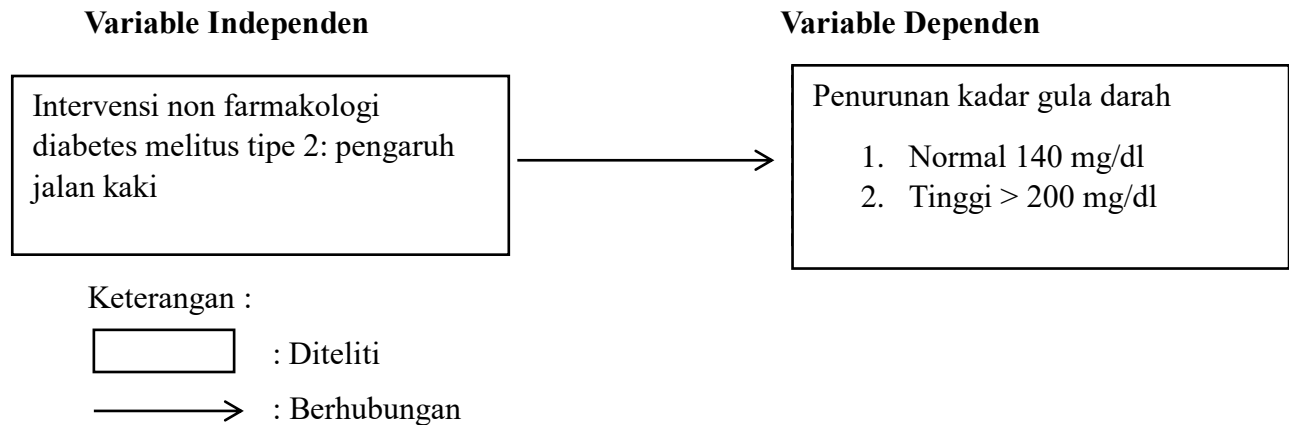 Variable Independen
Variable Dependen
Intervensi non farmakologi
diabetes melitus tipe 2: pengaruh
jalan kaki
Penurunan kadar gula darah
1. Normal 140 mg/dl
2. Tinggi > 200 mg/dl
Keterangan :
: Diteliti
: Berhubungan